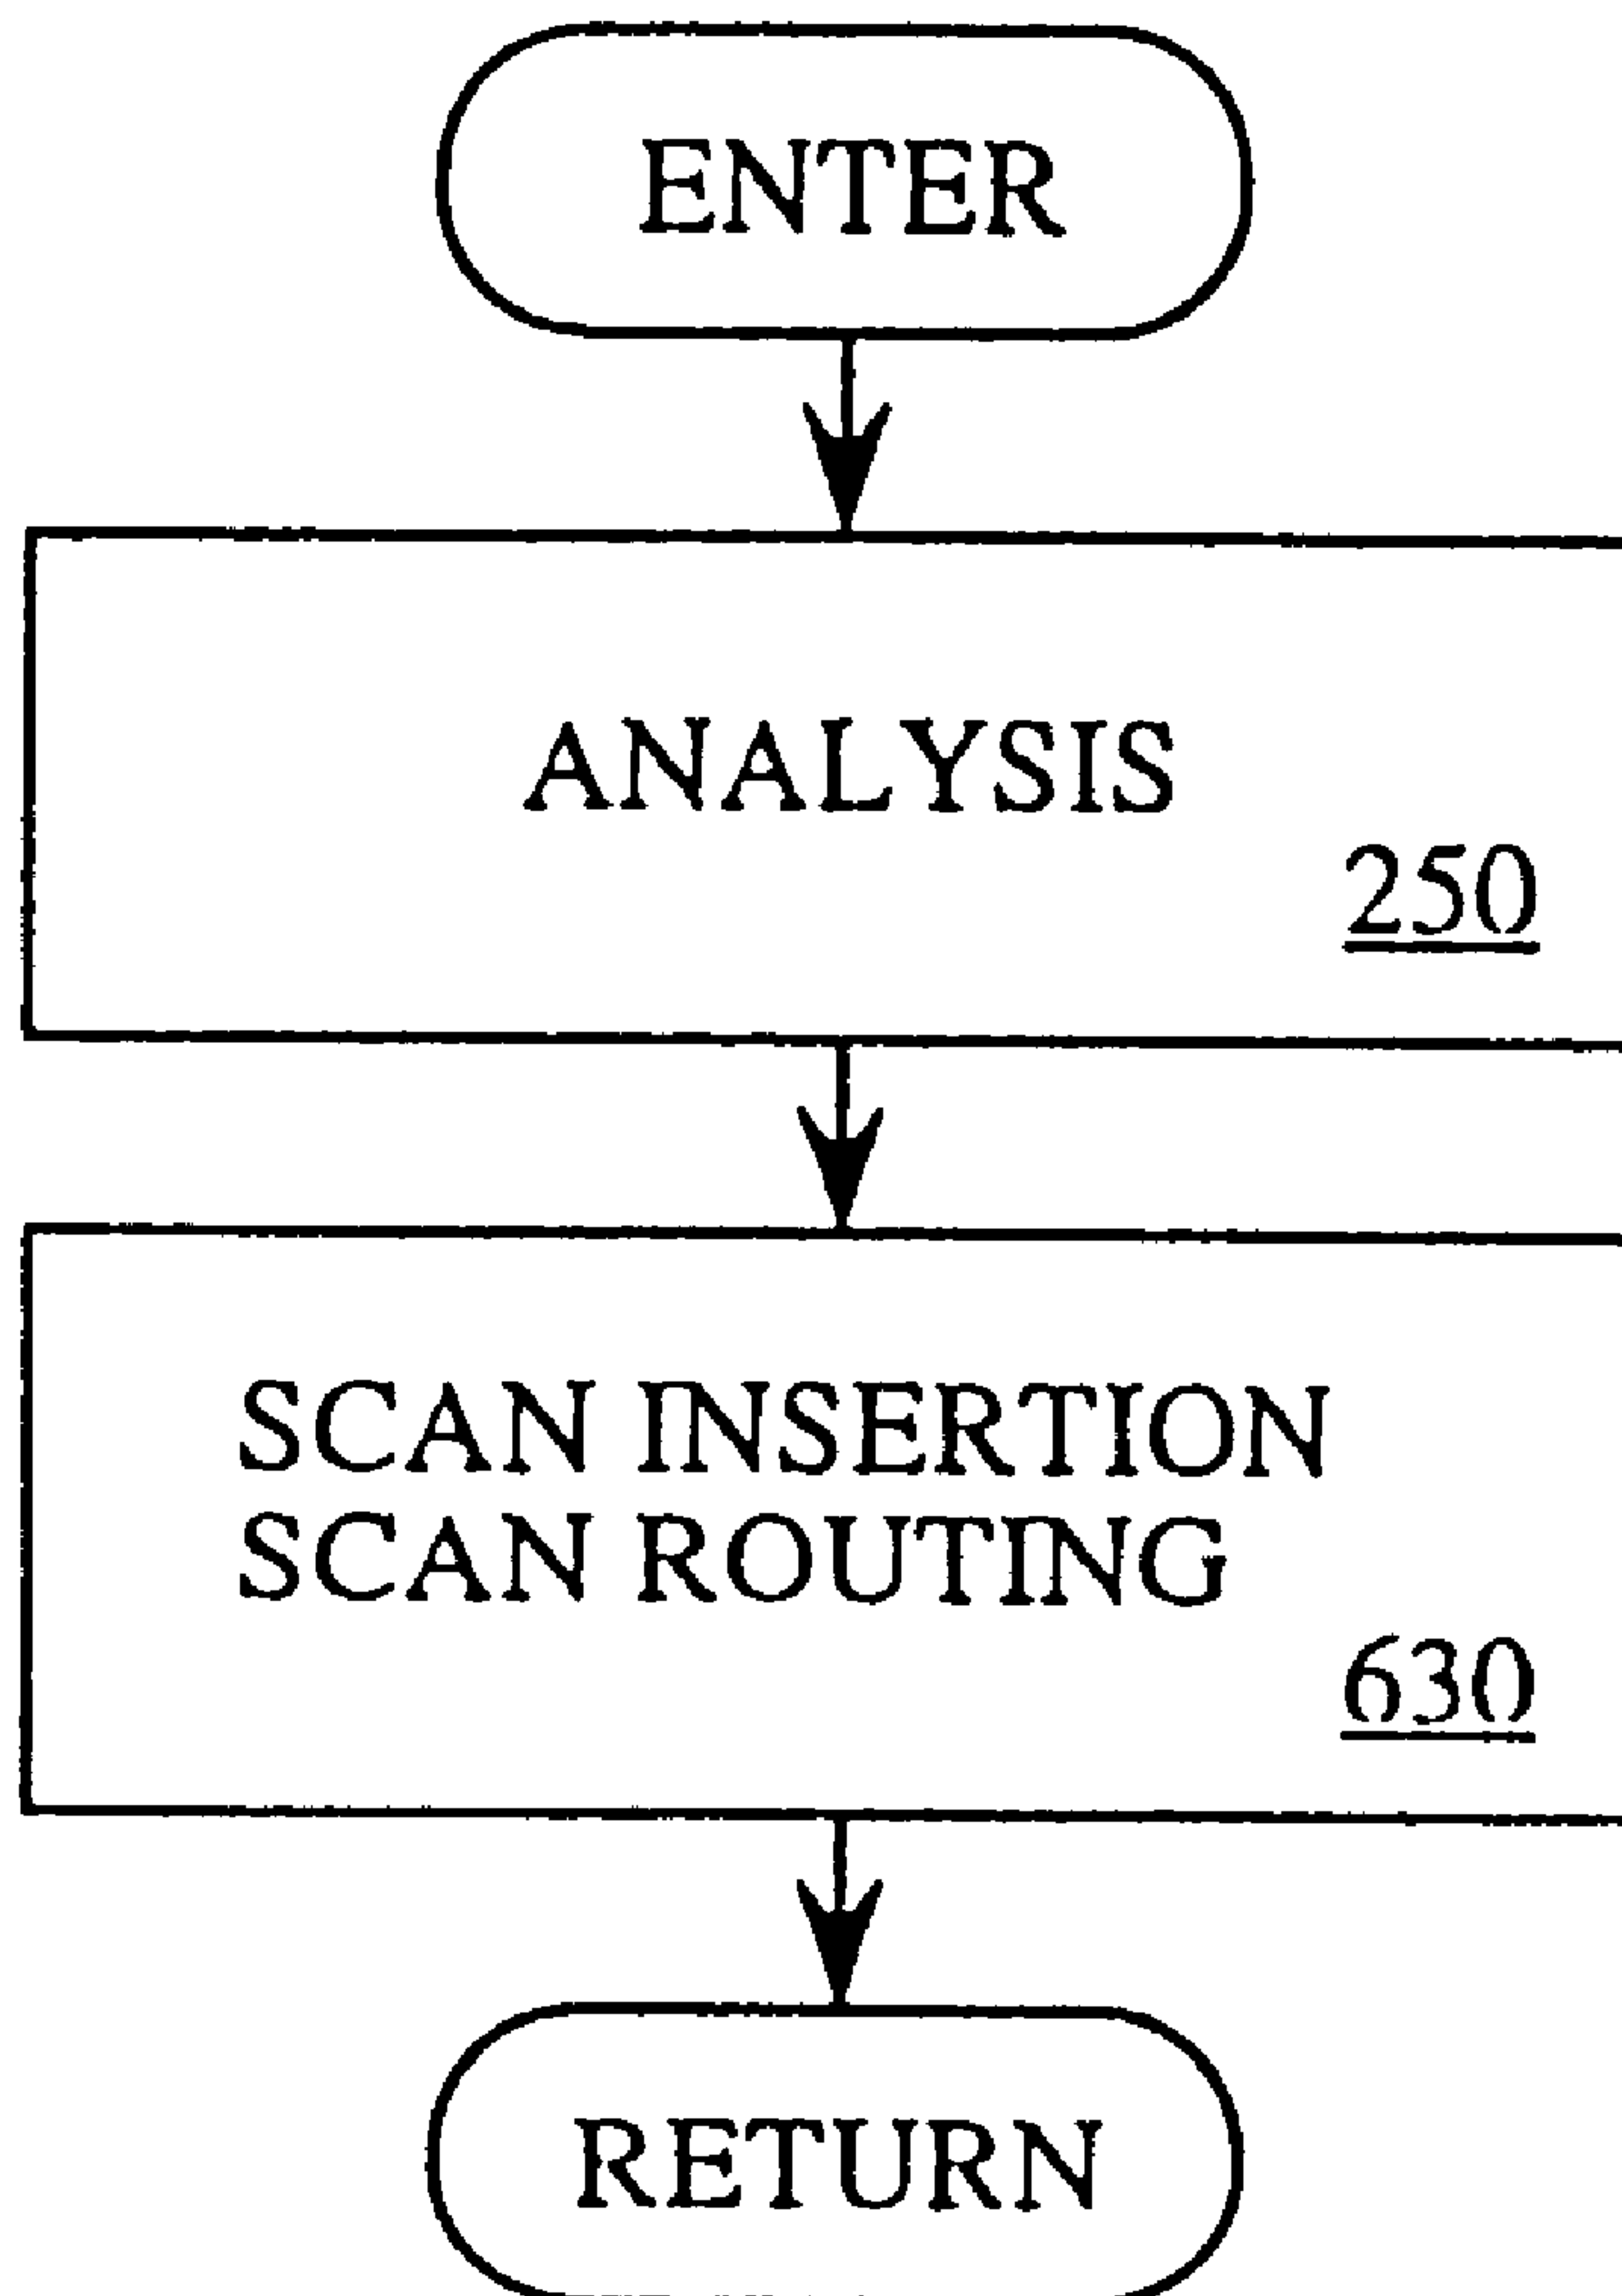 ENTER
ANALYSIS
250
SCAN INSERTION
SCAN ROUTING
630
RETURN